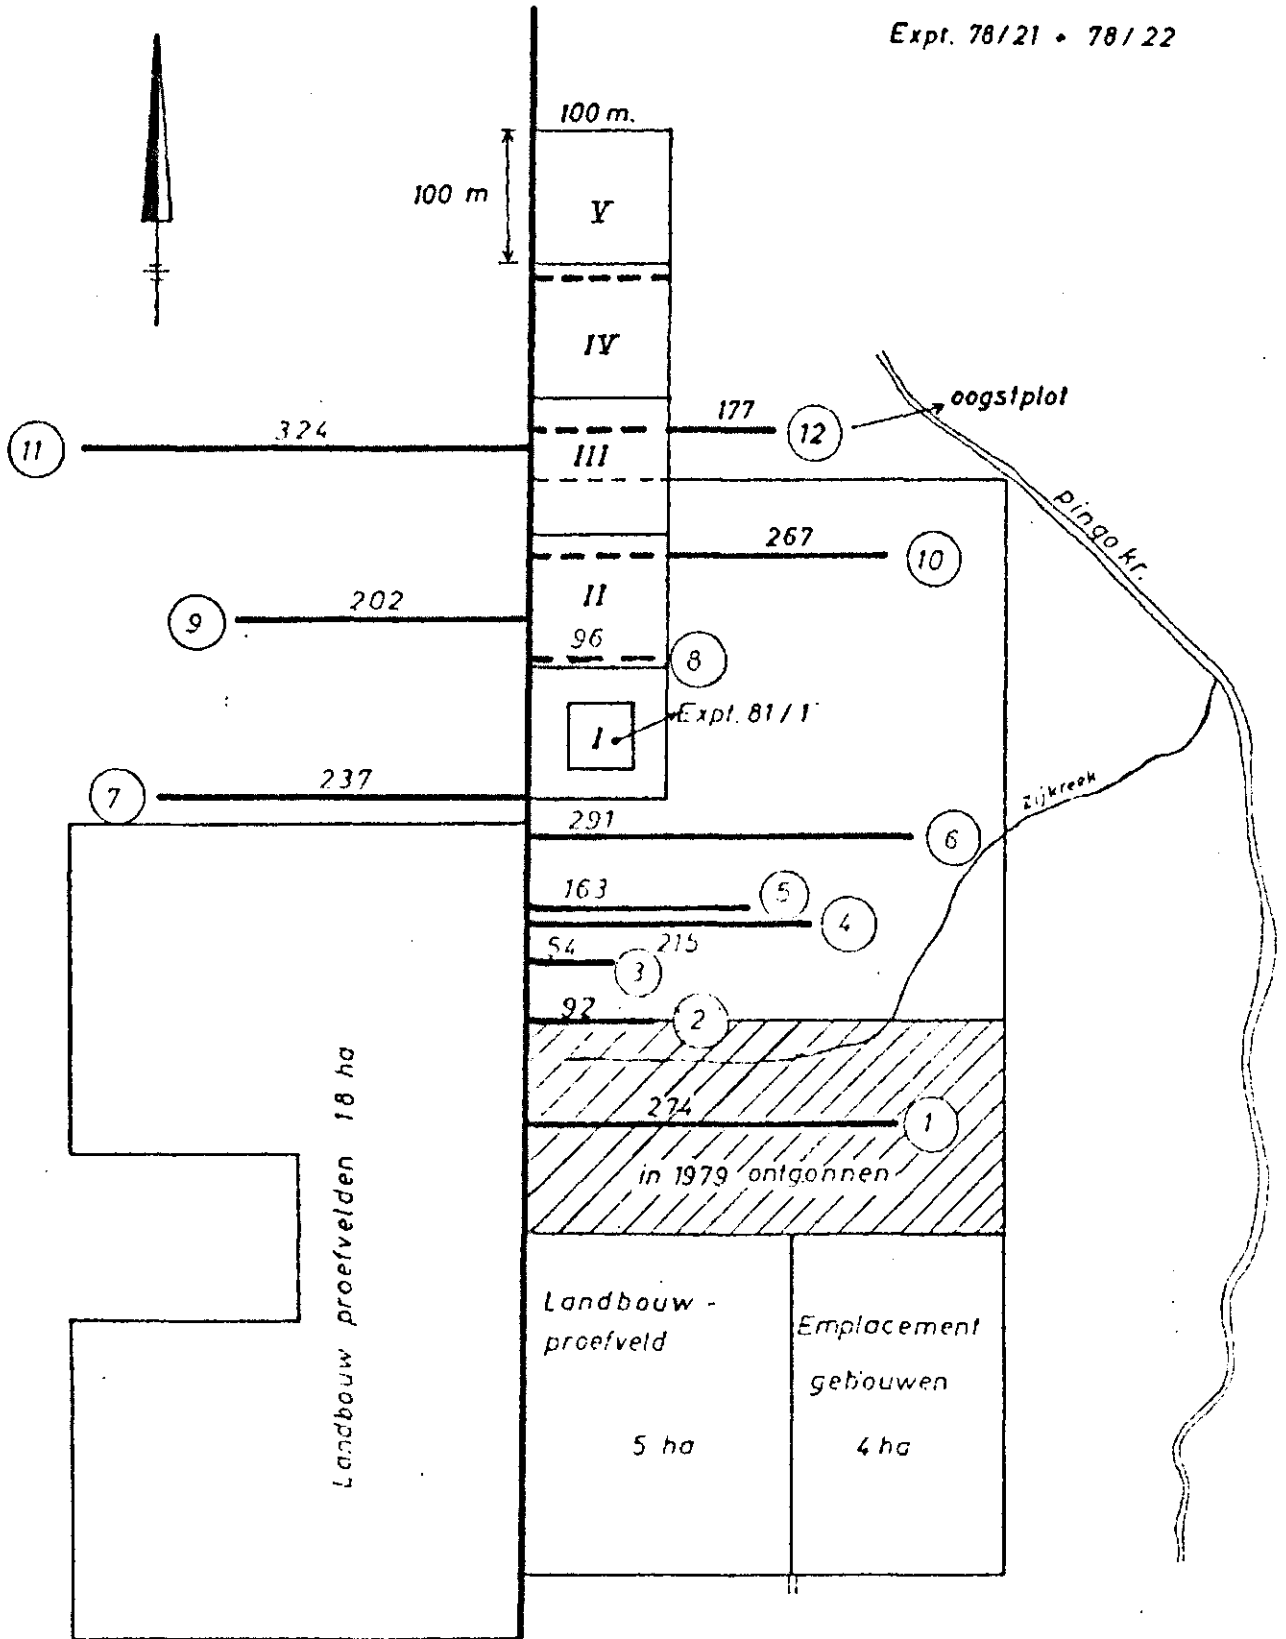 Expt. 78/21 + 78/22
100 m.
100 m
V
IV
177
12
oogstplot
324
11
III
pingo kr.
267
10
II
202
9
96
8
Expt. 81/1
I
237
7
zijkreek
291
6
163
5
4
54
215
3
92
2
274
1
in 1979 ontgonnen
Landbouw proefvelden 18 ha
Landbouw -
proefveld
5 ha
Emplacement
gebouwen
4 ha